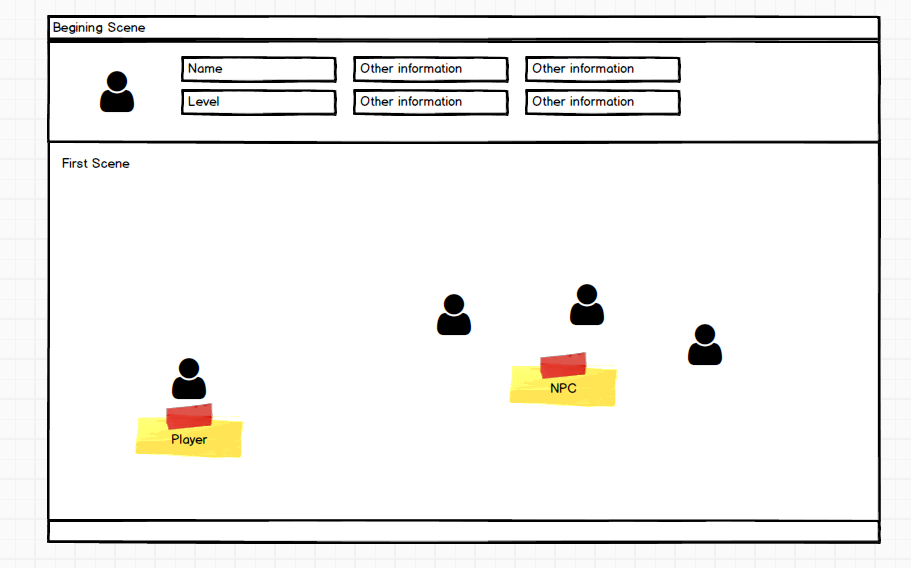 Begining Scene
Name
Other information
Other information
Level
Other information
Other information
First Scene
NPC
Player